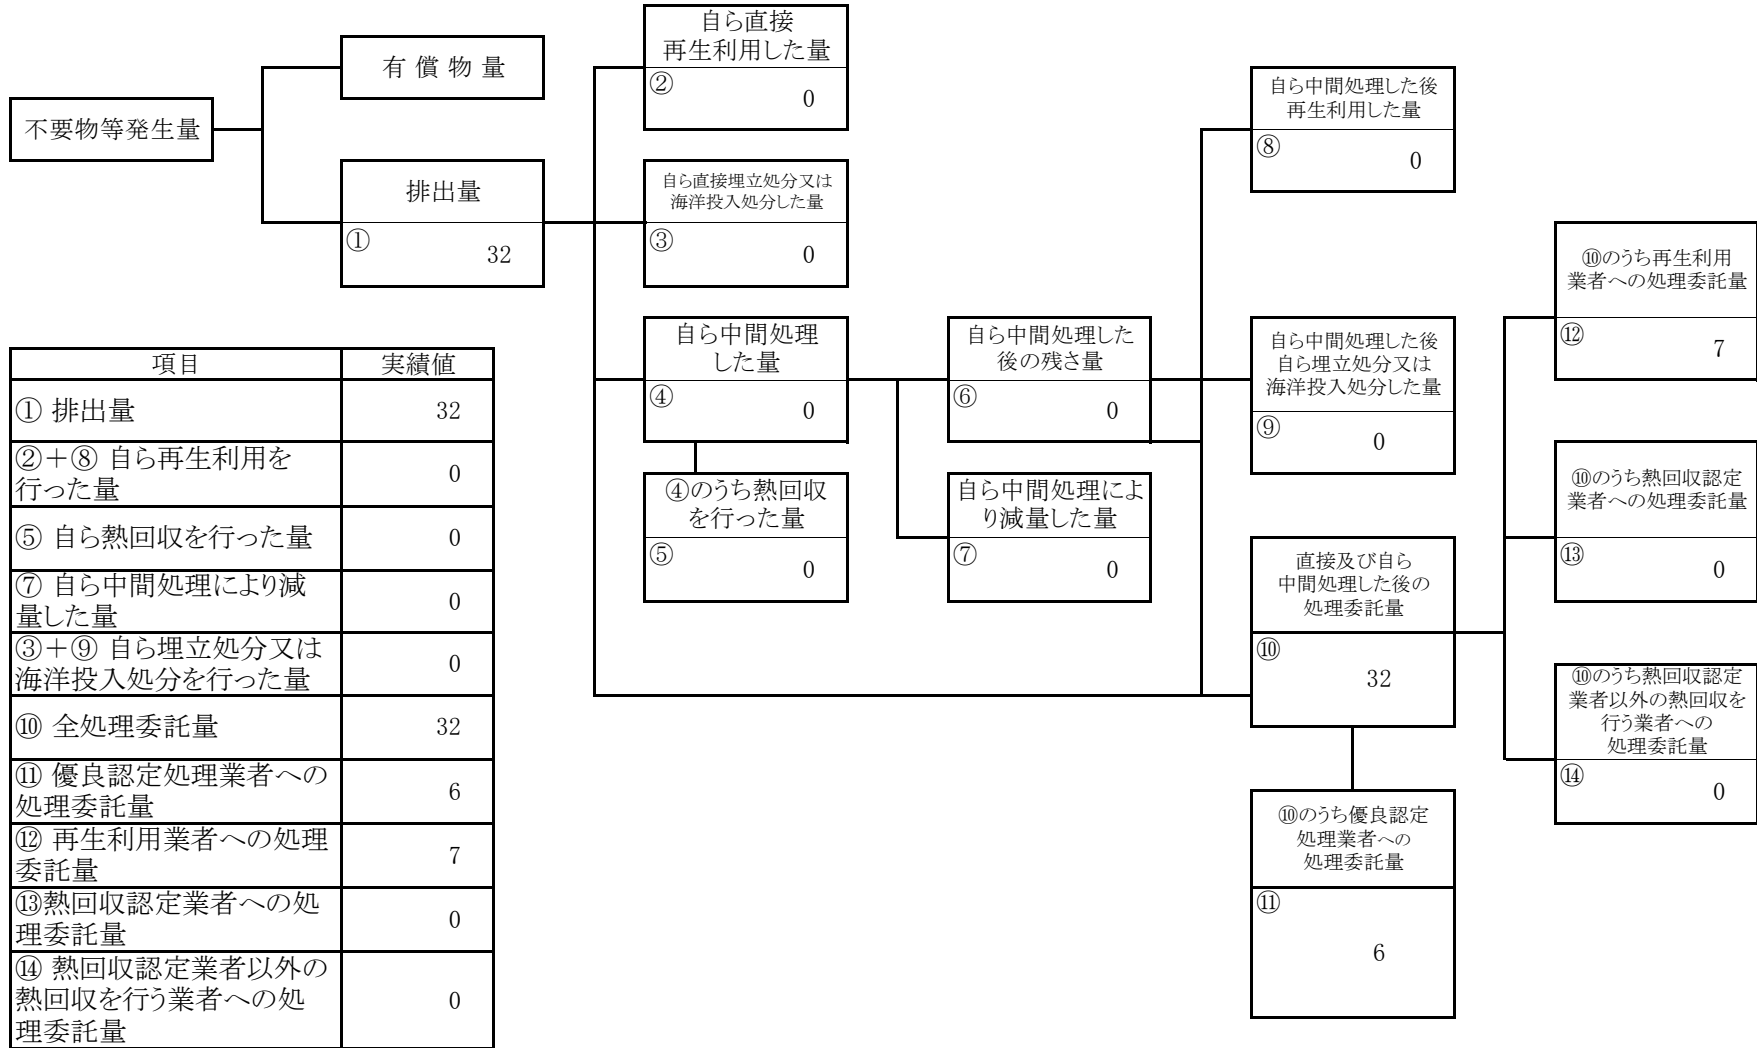 不要物等発生量
有 償 物 量
排出量
①
32
自ら直接
再生利用した量
②
0
自ら直接埋立処分又は
海洋投入処分した量
③
0
自ら中間処理
した量
④
0
④のうち熱回収
を行った量
⑤
0
自ら中間処理した
後の残さ量
⑥
0
自ら中間処理によ
り減量した量
⑦
0
自ら中間処理した後
再生利用した量
⑧
0
自ら中間処理した後
自ら埋立処分又は
海洋投入処分した量
⑨
0
直接及び自ら
中間処理した後の
処理委託量
⑩
32
⑩のうち優良認定
処理業者への
処理委託量
⑪
6
⑩のうち再生利用
業者への処理委託量
⑫
7
⑩のうち熱回収認定
業者への処理委託量
⑬
0
⑩のうち熱回収認定
業者以外の熱回収を
行う業者への
処理委託量
⑭
0
項目 実績値
① 排出量 32
②＋⑧ 自ら再生利用を
行った量 0
⑤ 自ら熱回収を行った量 0
⑦ 自ら中間処理により減
量した量 0
③＋⑨ 自ら埋立処分又は
海洋投入処分を行った量 0
⑩ 全処理委託量 32
⑪ 優良認定処理業者への
処理委託量 6
⑫ 再生利用業者への処理
委託量 7
⑬熱回収認定業者への処
理委託量 0
⑭ 熱回収認定業者以外の
熱回収を行う業者への処
理委託量 0